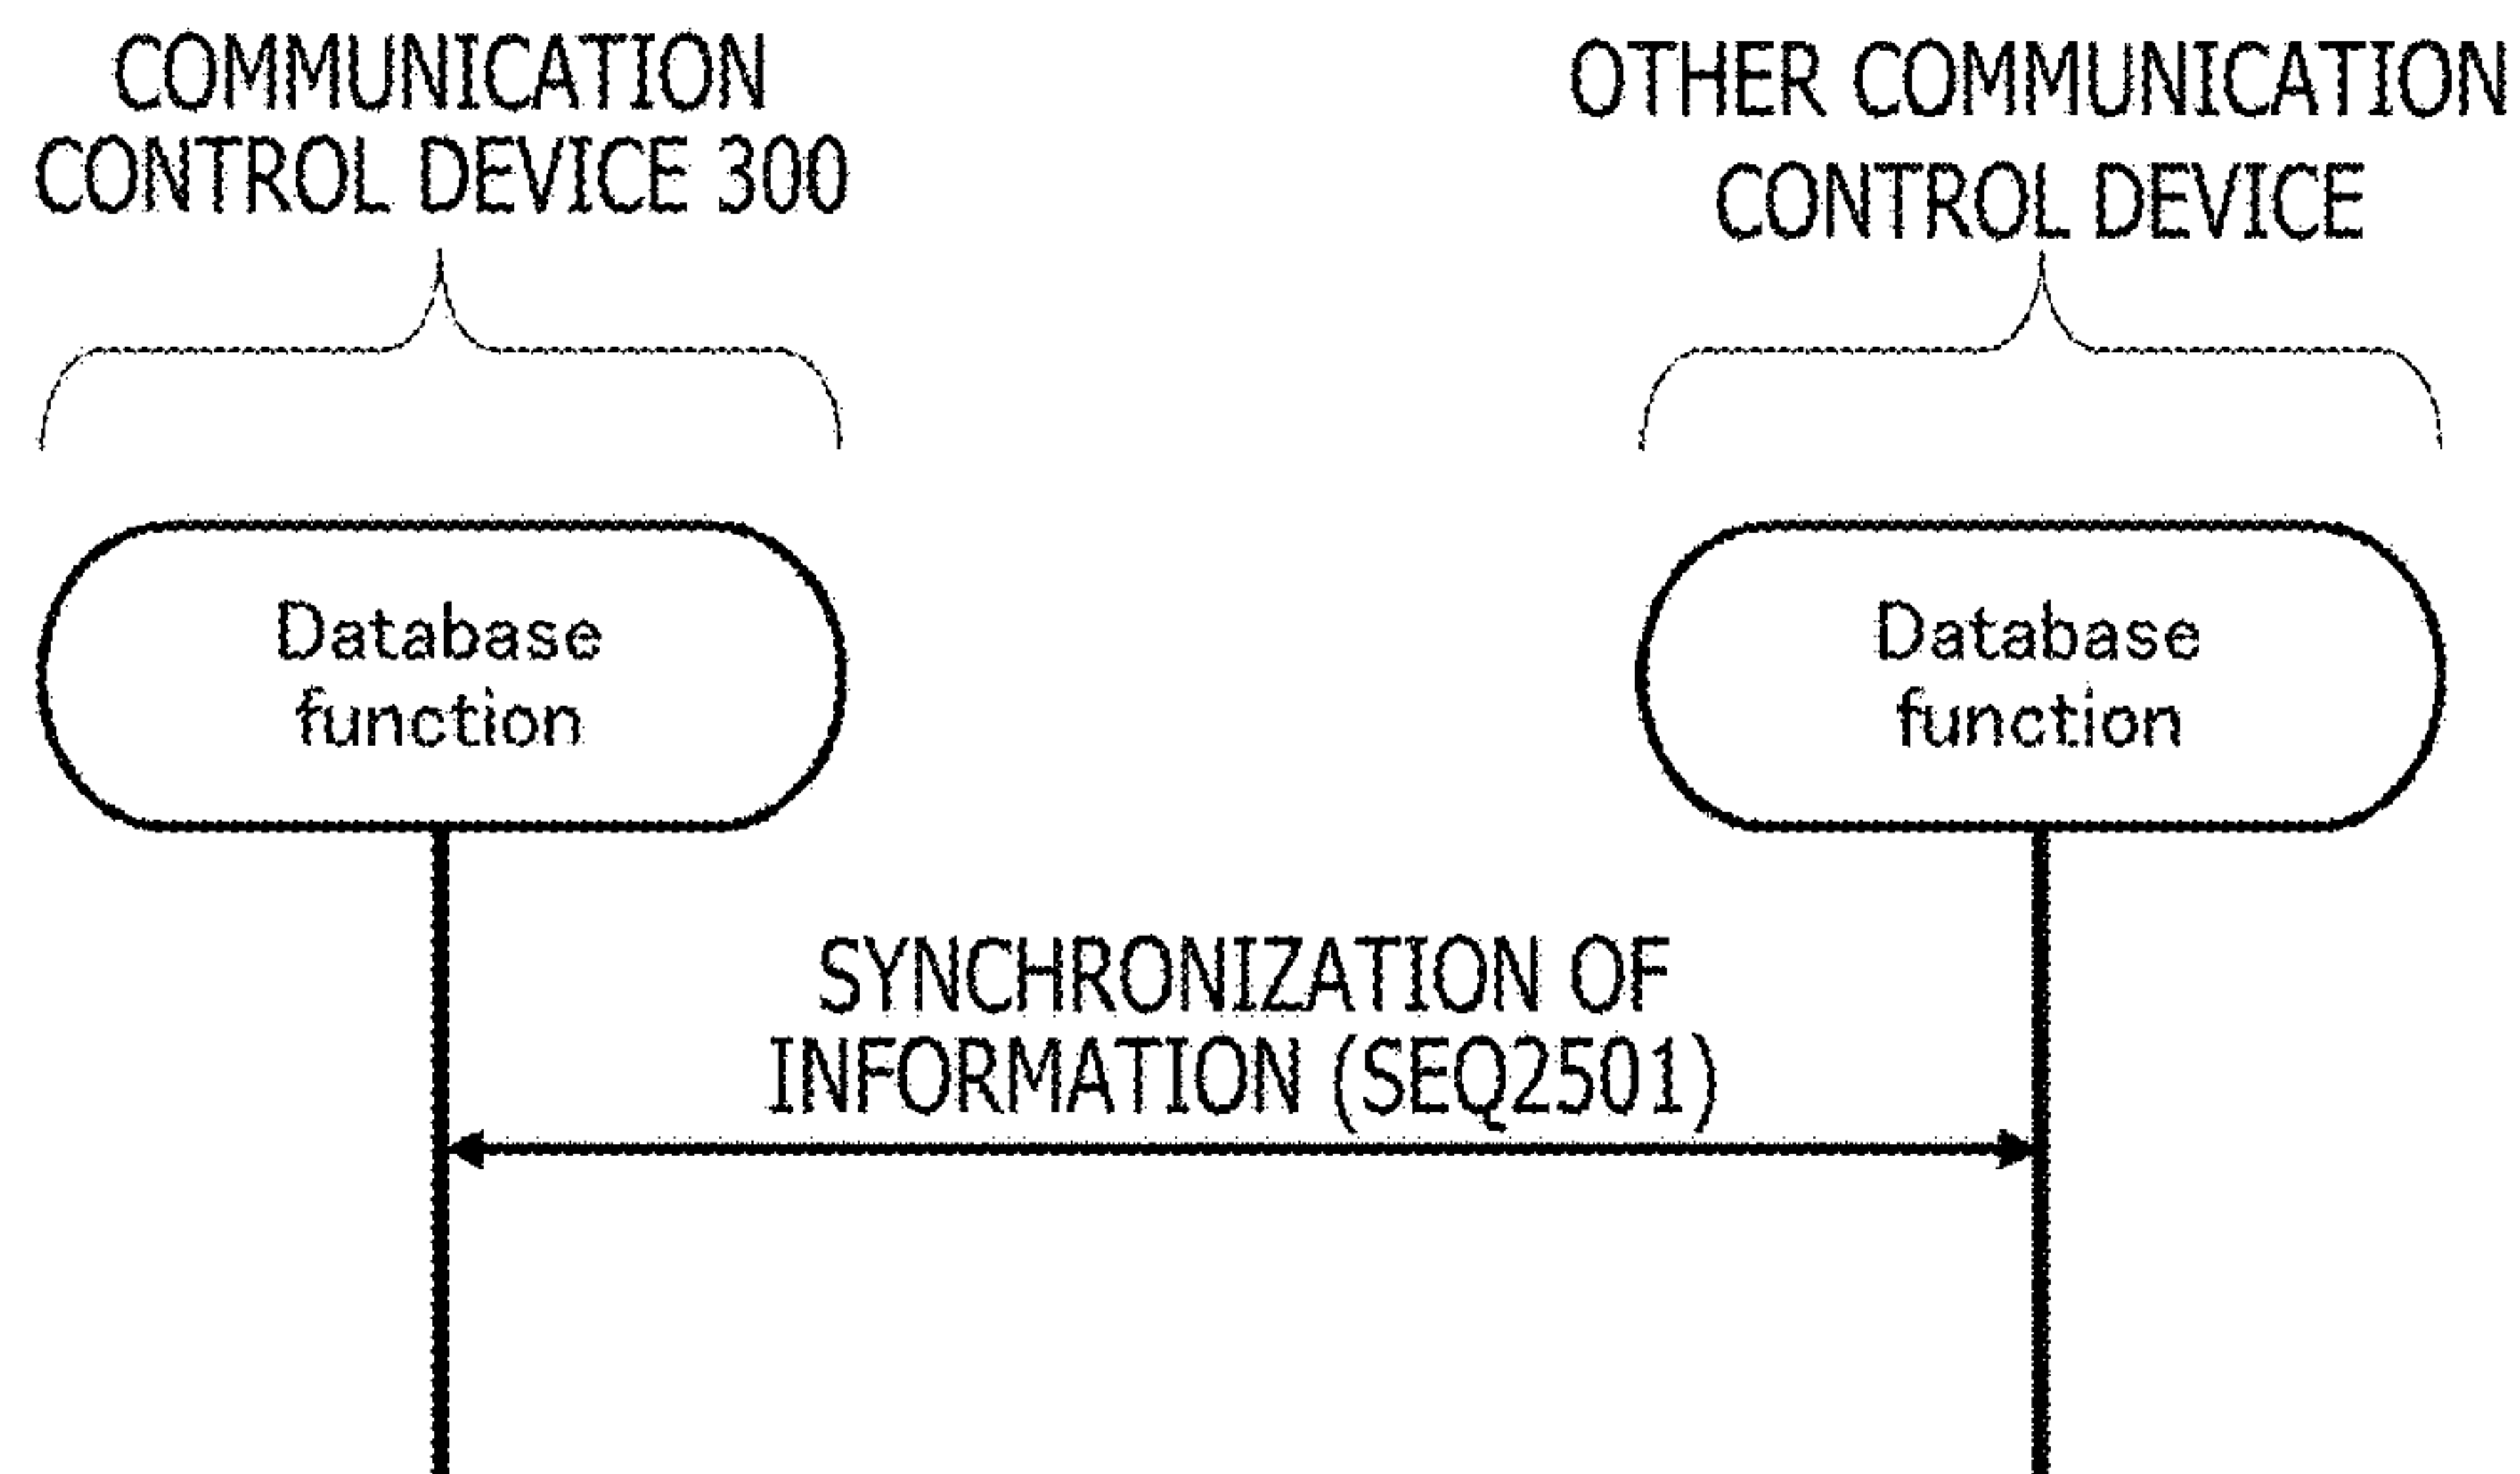 COMMUNICATION
CONTROL DEVICE 300
OTHER COMMUNICATION
CONTROL DEVICE
Database
function
Database
function
SYNCHRONIZATION OF
INFORMATION (SEQ2501)